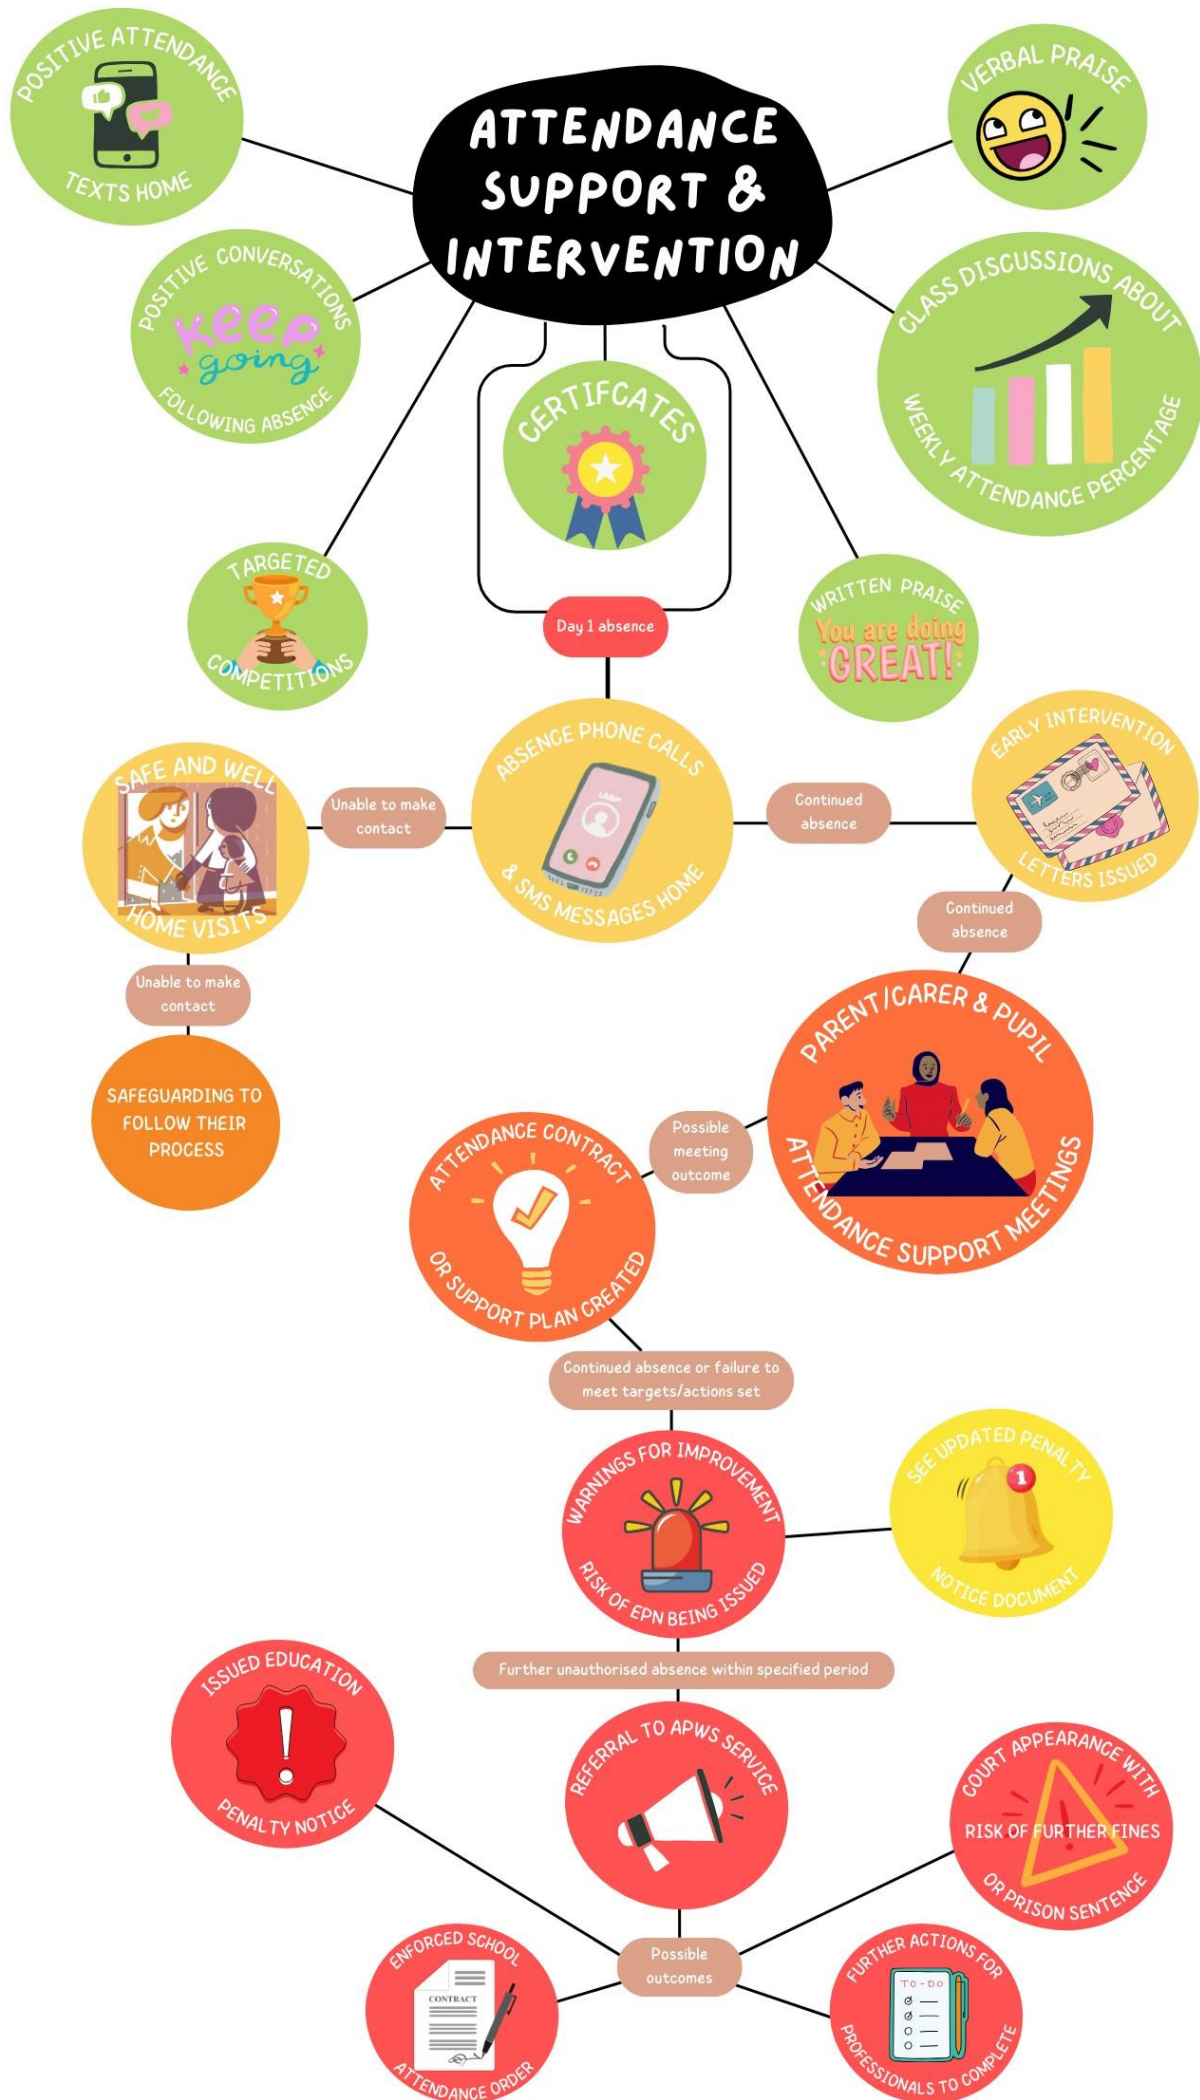 POSITIVE ATTENDANCE
TEXTS HOME
ATTENDANCE
SUPPORT &
INTERVENTION
VERBAL PRAISE
POSITIVE CONVERSATIONS
keep
going
FOLLOWING ABSENCE
CLASS DISCUSSIONS ABOUT
WEEKLY ATTENDANCE PERCENTAGE
CERTIFCATES
TARGETED
COMPETITIONS
Day 1 absence
WRITTEN PRAISE
You are doing
GREAT!
SAFE AND WELL
HOME VISITS
Unable to make
contact
ABSENCE PHONE CALLS
& SMS MESSAGES HOME
Continued
absence
EARLY INTERVENTION
LETTERS ISSUED
Continued
absence
Unable to make
contact
SAFEGUARDING TO
FOLLOW THEIR
PROCESS
PARENT/CARER & PUPIL
ATTENDANCE SUPPORT MEETINGS
Possible
meeting
outcome
ATTENDANCE CONTRACT
OR SUPPORT PLAN CREATED
Continued absence or failure to
meet targets/actions set
WARNINGS FOR IMPROVEMENT
RISK OF EPN BEING ISSUED
SEE UPDATED PENALTY
1
NOTICE DOCUMENT
Further unauthorised absence within specified period
ISSUED EDUCATION
!
PENALTY NOTICE
REFERRAL TO APWS SERVICE
COURT APPEARANCE WITH
RISK OF FURTHER FINES
OR PRISON SENTENCE
Possible
outcomes
ENFORCED SCHOOL
CONTRACT
ATTENDANCE ORDER
FURTHER ACTIONS FOR
TO-DO
PROFESSIONALS TO COMPLETE